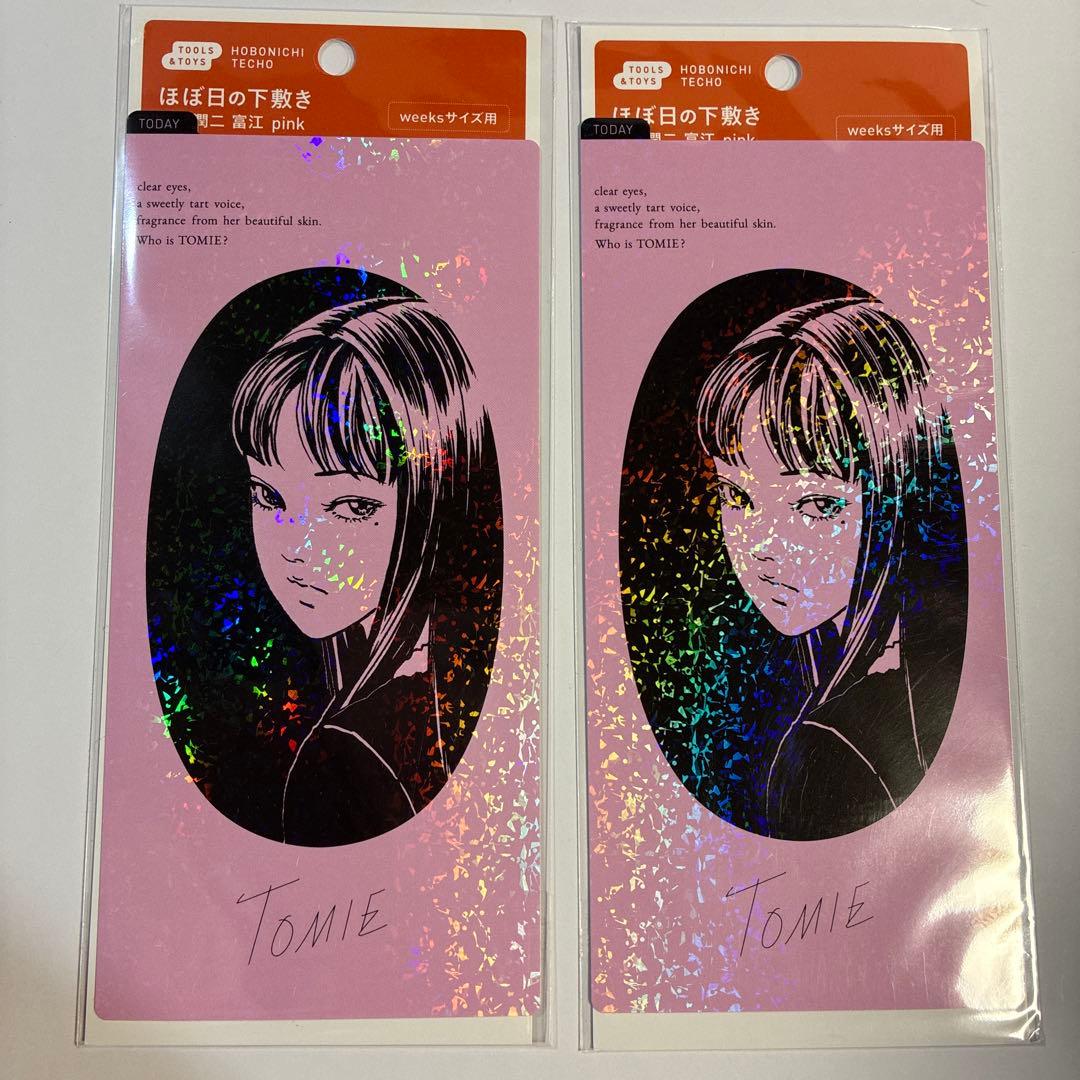 TOOLS
&TOYS
HOBONICHI
TECHO
ほぼ日の下敷き
潤二 富江 pink
weeksサイズ用
TODAY
clear eyes,
a sweetly tart voice,
fragrance from her beautiful skin.
Who is TOMIE?
TOMIE
TOOLS
&TOYS
HOBONICHI
TECHO
ほぼ日の下敷き
潤二 富江 pink
weeksサイズ用
TODAY
clear eyes,
a sweetly tart voice,
fragrance from her beautiful skin.
Who is TOMIE?
TOMIE